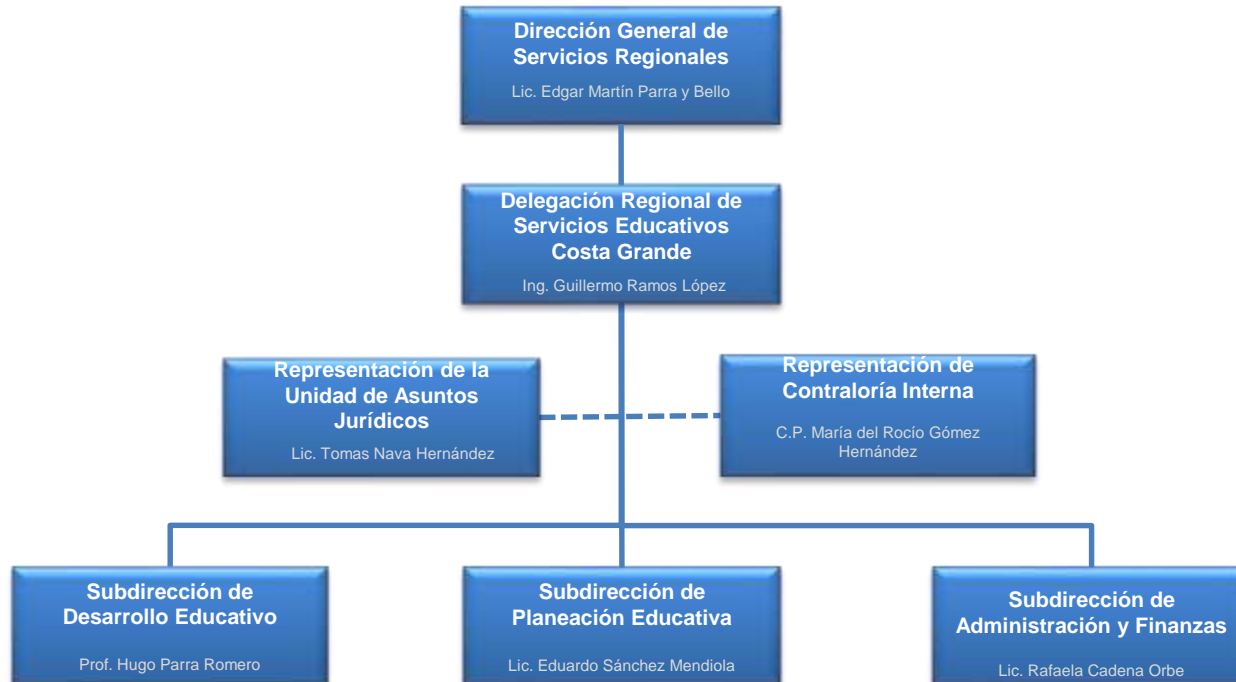 Dirección General de
Servicios Regionales
Lic. Edgar Martín Parra y Bello
Delegación Regional de
Servicios Educativos
Costa Grande
Ing. Guillermo Ramos López
Representación de la
Unidad de Asuntos
Jurídicos
Lic. Tomas Nava Hernández
Representación de
Contraloría Interna
C.P. María del Rocío Gómez
Hernández
Subdirección de
Desarrollo Educativo
Prof. Hugo Parra Romero
Subdirección de
Planeación Educativa
Lic. Eduardo Sánchez Mendiola
Subdirección de
Administración y Finanzas
Lic. Rafaela Cadena Orbe